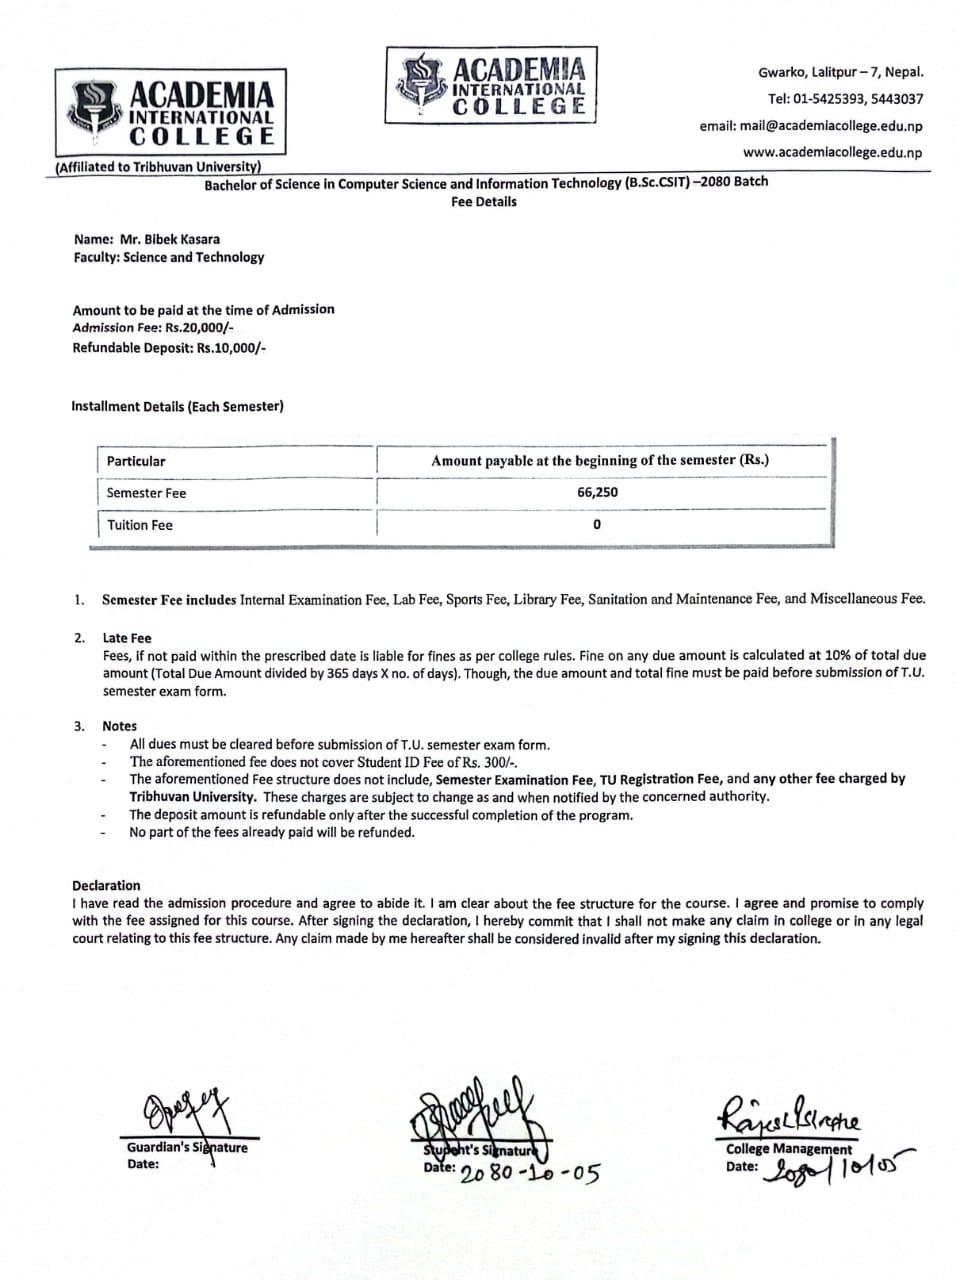 ACADEMIA
INTERNATIONAL
COLLEGE
(Affiliated to Tribhuvan University)
ACADEMIA
INTERNATIONAL
COLLEGE
Gwarko, Lalitpur – 7, Nepal.
Tel: 01-5425393, 5443037
email: mail@academiacollege.edu.np
www.academiacollege.edu.np
Bachelor of Science in Computer Science and Information Technology (B.Sc.CSIT) –2080 Batch
Fee Details
Name: Mr. Bibek Kasara
Faculty: Science and Technology
Amount to be paid at the time of Admission
Admission Fee: Rs.20,000/-
Refundable Deposit: Rs.10,000/-
Installment Details (Each Semester)
Particular Amount payable at the beginning of the semester (Rs.)
Semester Fee 66,250
Tuition Fee 0
1. Semester Fee includes Internal Examination Fee, Lab Fee, Sports Fee, Library Fee, Sanitation and Maintenance Fee, and Miscellaneous Fee.
2. Late Fee
Fees, if not paid within the prescribed date is liable for fines as per college rules. Fine on any due amount is calculated at 10% of total due
amount (Total Due Amount divided by 365 days X no. of days). Though, the due amount and total fine must be paid before submission of T.U.
semester exam form.
3. Notes
- All dues must be cleared before submission of T.U. semester exam form.
- The aforementioned fee does not cover Student ID Fee of Rs. 300/-.
- The aforementioned Fee structure does not include, Semester Examination Fee, TU Registration Fee, and any other fee charged by
Tribhuvan University. These charges are subject to change as and when notified by the concerned authority.
- The deposit amount is refundable only after the successful completion of the program.
- No part of the fees already paid will be refunded.
Declaration
I have read the admission procedure and agree to abide it. I am clear about the fee structure for the course. I agree and promise to comply
with the fee assigned for this course. After signing the declaration, I hereby commit that I shall not make any claim in college or in any legal
court relating to this fee structure. Any claim made by me hereafter shall be considered invalid after my signing this declaration.
Guardian's Signature
Date:
Student's Signature
Date: 2080-10-05
College Management
Date: 2080/10/05